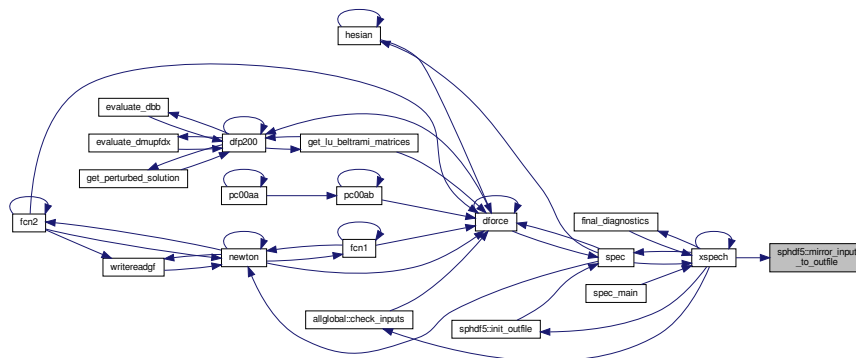 hesian
evaluate_dbb
evaluate_dmupfdx
dfp200
get_lu_beltrami_matrices
get_perturbed_solution
pc00aa
pc00ab
dforce
final_diagnostics
fcn2
fcn1
newton
writereadgf
spec
xspech
sphdf5::mirror_input
_to_outfile
spec_main
allglobal::check_inputs
sphdf5::init_outfile